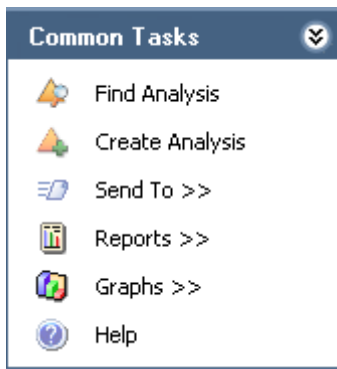 Common Tasks
Find Analysis
Create Analysis
Send To >>
Reports >>
Graphs >>
Help